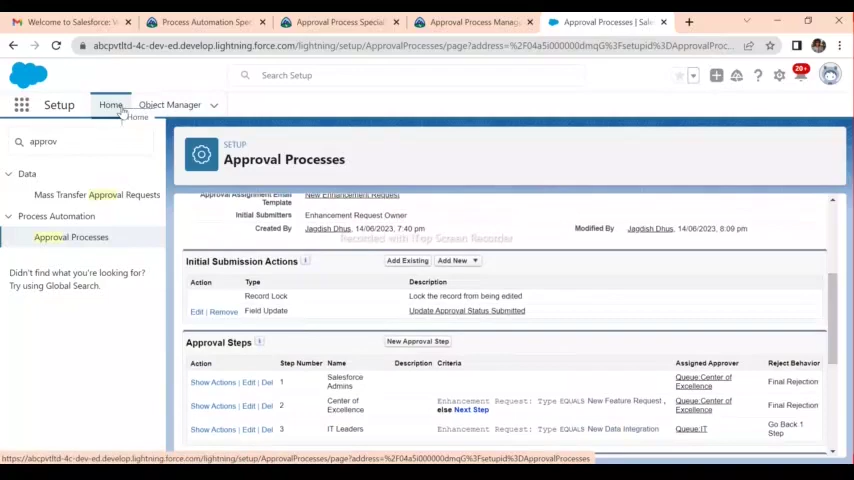 Welcome to Salesforce: V
Process Automation Spe
Approval Process Speciali
Approval Process Manag
Approval Processes | Sale
abcpvtltd-4c-dev-ed.develop.lightning.force.com/lightning/setup/ApprovalProcesses/page?address=%2F04a5i000000dmqG%3Fsetupid%3DApprovalProc...
Search Setup
20+
Setup
Home
Object Manager
Home
approv
Data
Mass Transfer Approval Requests
Process Automation
Approval Processes
Didn't find what you're looking for?
Try using Global Search.
SETUP
Approval Processes
Approval Assignment Email
Template
New Enhancement Request
Initial Submitters Enhancement Request Owner
Created By Jagdish Dhus, 14/06/2023, 7:40 pm Modified By Jagdish Dhus, 14/06/2023, 8:09 pm
Recorded with iTop Screen Recorder
Initial Submission Actions i Add Existing Add New
Action Type Description
Record Lock Lock the record from being edited
Edit | Remove Field Update Update Approval Status Submitted
Approval Steps i New Approval Step
Action Step Number Name Description Criteria Assigned Approver Reject Behavior
Show Actions | Edit | Del 1 Salesforce Admins Queue:Center of Excellence Final Rejection
Show Actions | Edit | Del 2 Center of Excellence Enhancement Request: Type EQUALS New Feature Request , else Next Step Queue:Center of Excellence Final Rejection
Show Actions | Edit | Del 3 IT Leaders Enhancement Request: Type EQUALS New Data Integration Queue:IT Go Back 1 Step
https://abcpvtltd-4c-dev-ed.develop.lightning.force.com/lightning/setup/ApprovalProcesses/page?address=%2F04a5i000000dmqG%3Fsetupid%3DApprovalProcesses